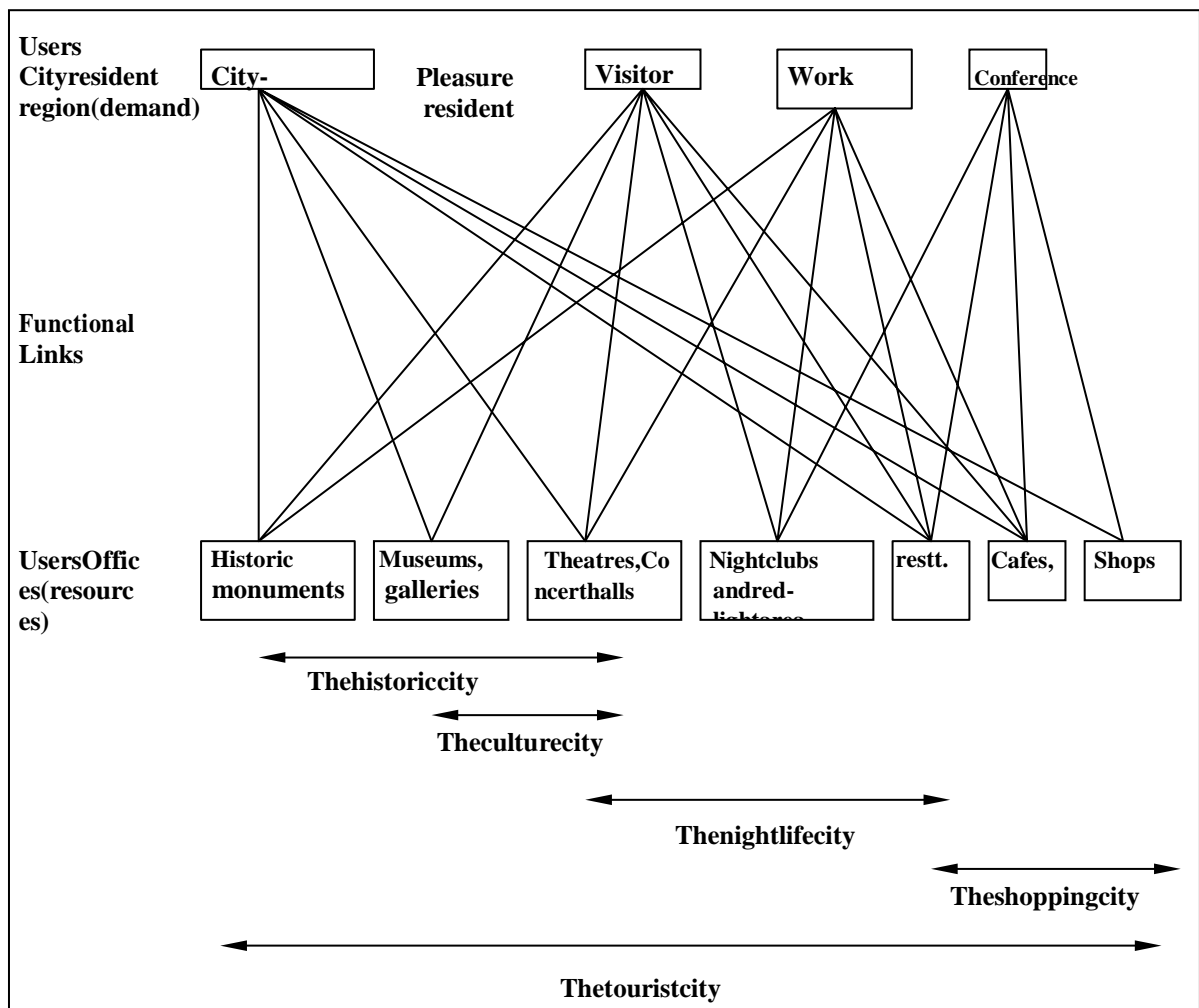 Users
Cityresident
region(demand)
City-
Pleasure
resident
Visitor
Work
Conference
Functional
Links
UsersOffic
es(resourc
es)
Historic
monuments
Museums,
galleries
Theatres,Co
ncerthalls
Nightclubs
andred-
restt.
Cafes,
Shops
Thehistoriccity
Theculturecity
Thenightlifecity
Theshoppingcity
Thetouristcity